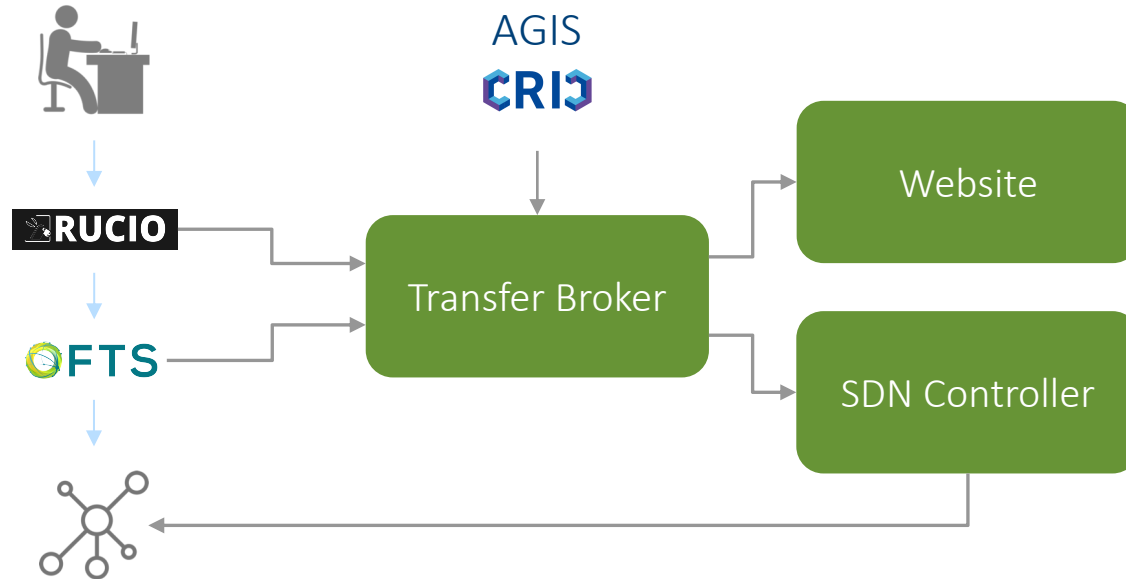 AGIS
CRIC
Website
RUCIO
Transfer Broker
FTS
SDN Controller